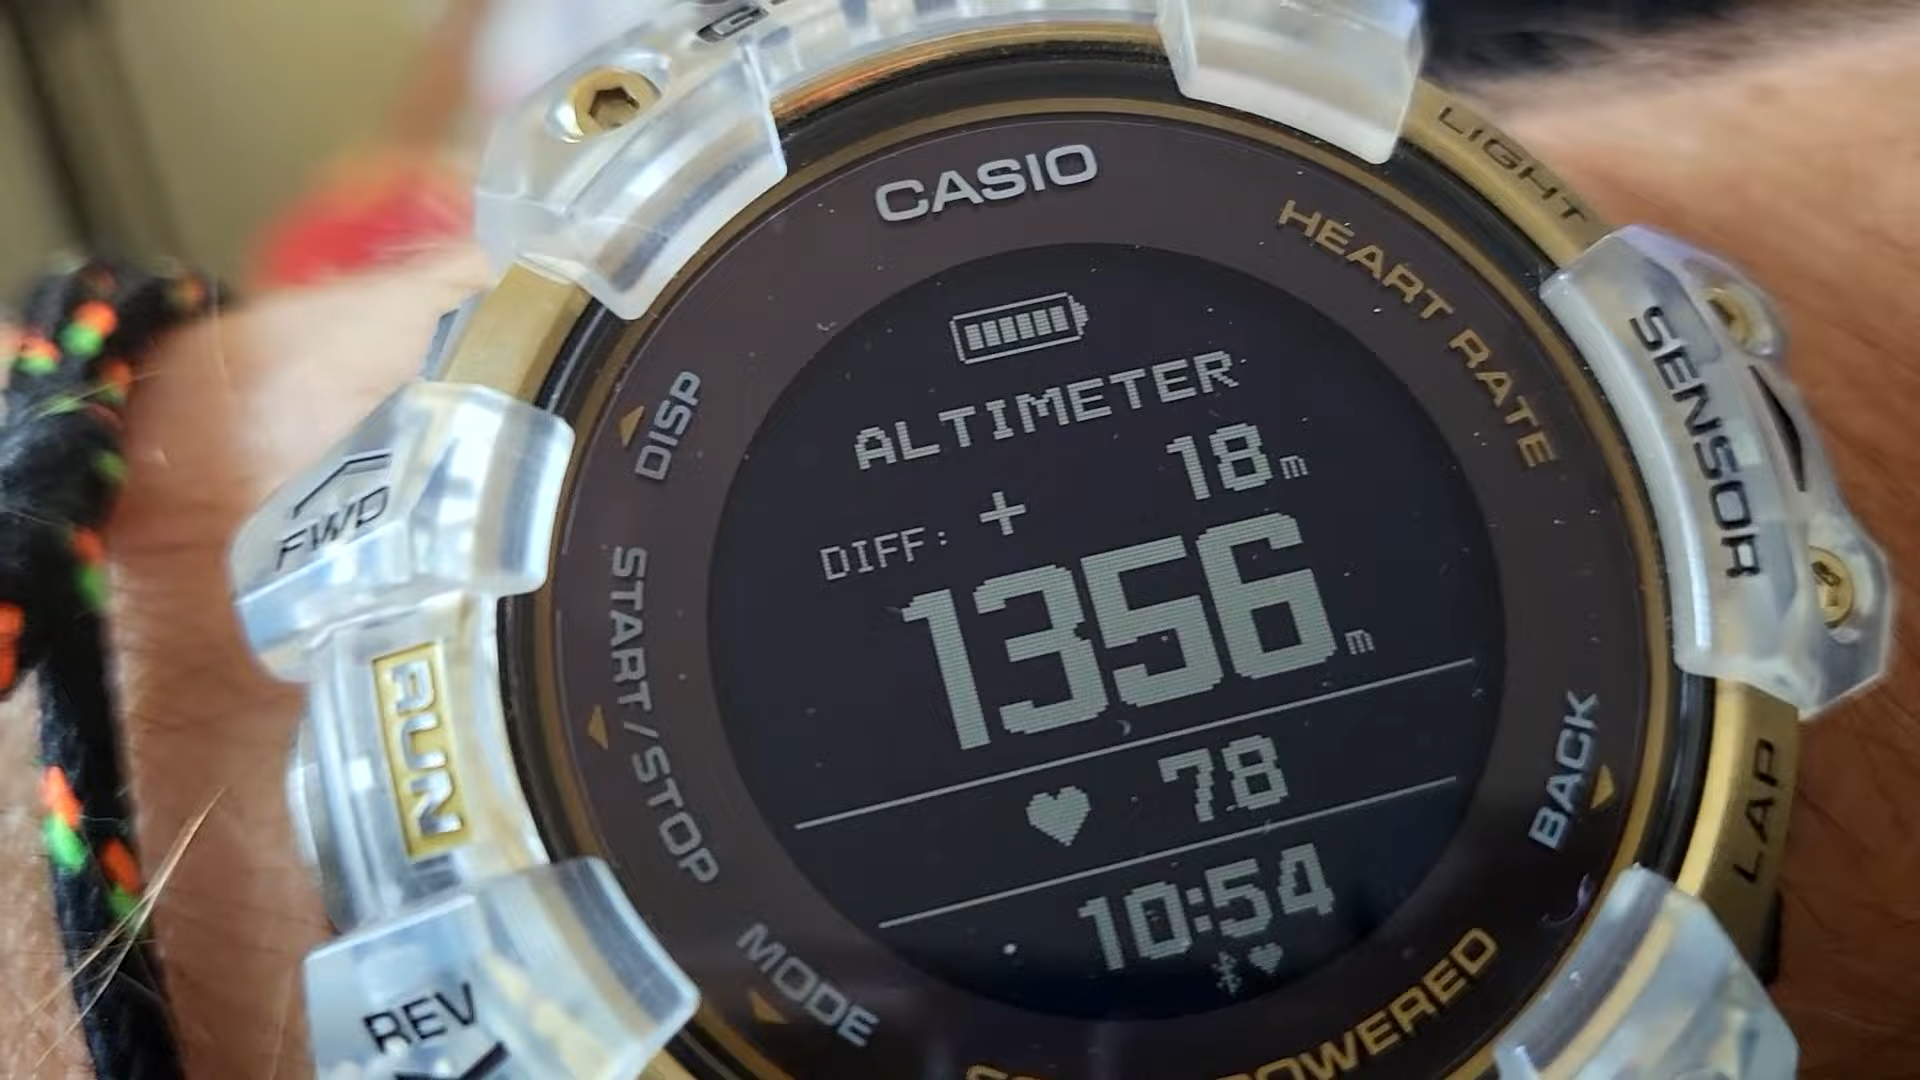 CASIO
LIGHT
HEART RATE
SENSOR
DISP
FWD
START/STOP
RUN
ALTIMETER
18m
DIFF: +
1356m
78
10:54
BACK
LAP
MODE
REV
POWERED